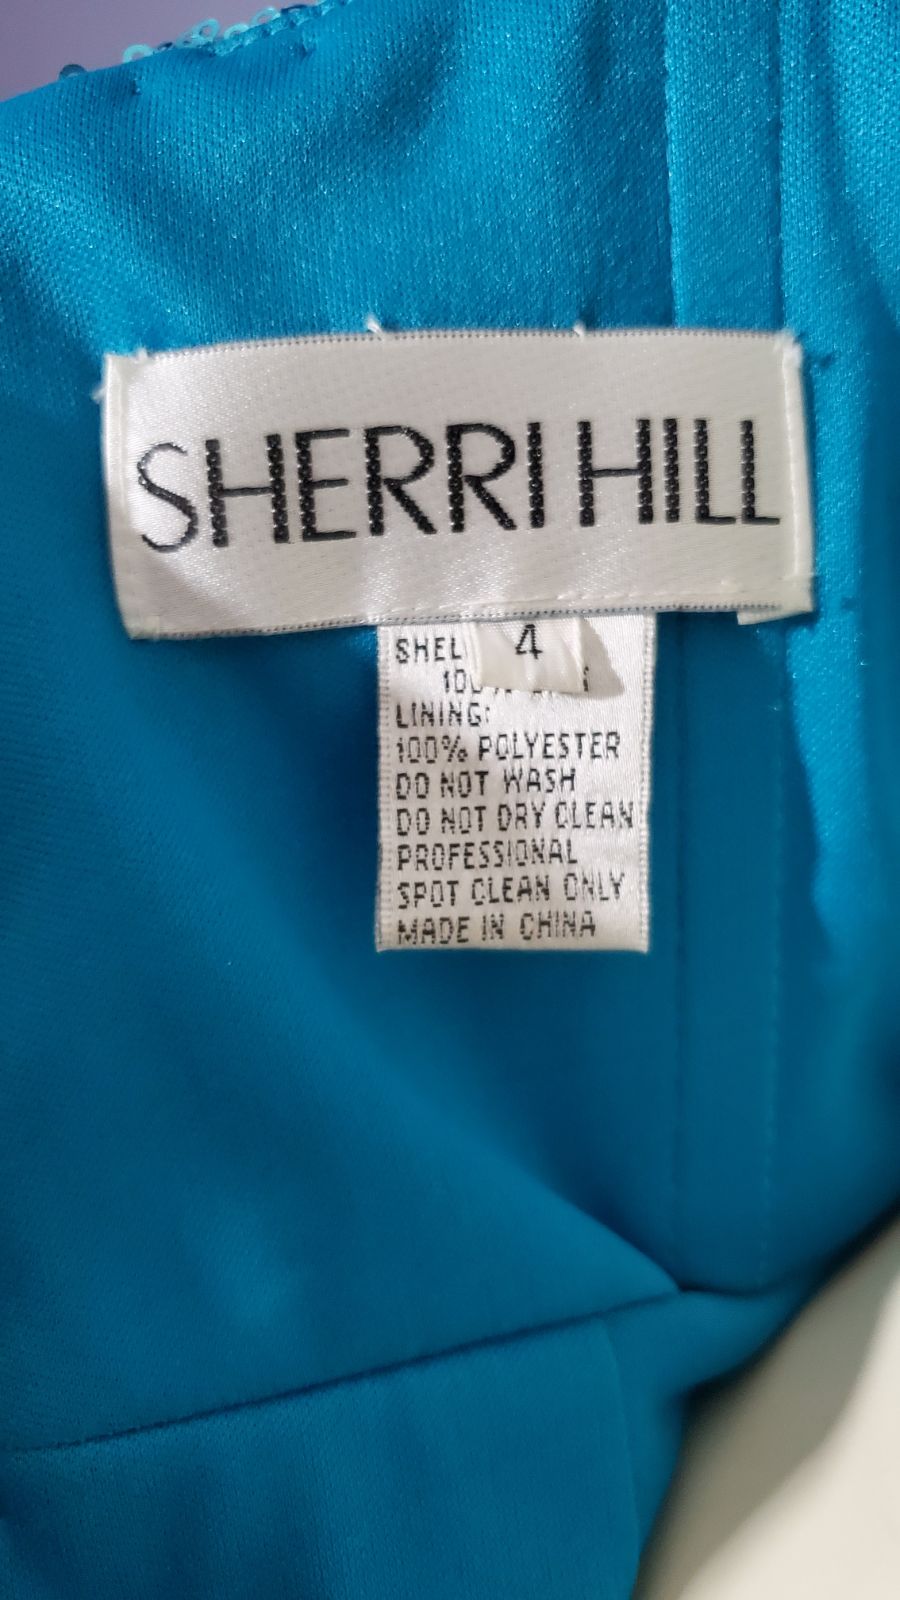 SHERRI HILL
4
LINING:
100% POLYESTER
DO NOT WASH
DO NOT DRY CLEAN
PROFESSIONAL
SPOT CLEAN ONLY
MADE IN CHINA